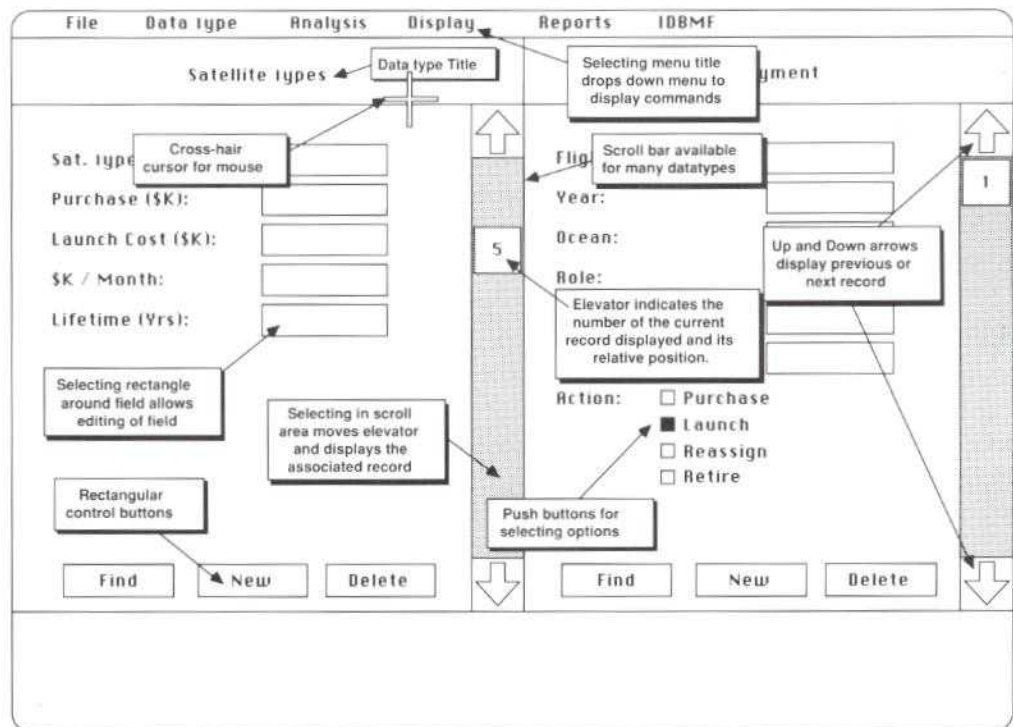 File Data Type Analysis Display Reports IDBMF
Satellite Types
Data type Title
Selecting menu title
drops down menu to
display commands
yment
Cross-hair
cursor for mouse
Scroll bar available
for many datatypes
Sat. Type
Purchase ($K):
Launch Cost ($K):
$K / Month:
Lifetime (Yrs):
5
Selecting rectangle
around field allows
editing of field
Selecting in scroll
area moves elevator
and displays the
associated record
Rectangular
control buttons
Find New Delete
Flig
Year:
Ocean:
Role:
1
Up and Down arrows
display previous or
next record
Elevator indicates the
number of the current
record displayed and its
relative position.
Action:
Purchase
Launch
Reassign
Retire
Push buttons for
selecting options
Find New Delete